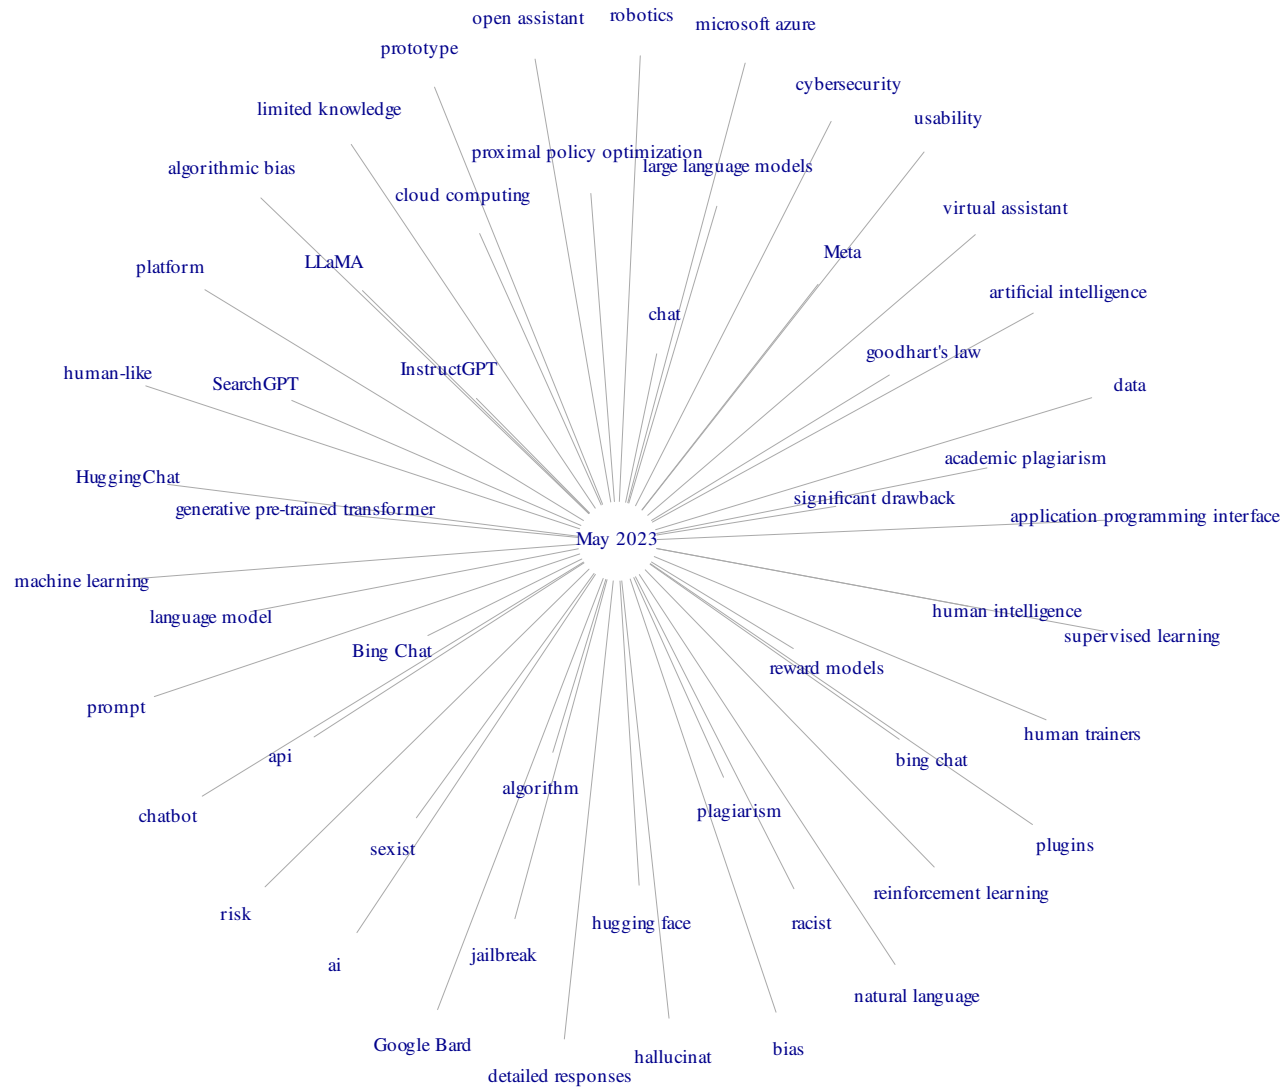 robotics
open assistant
microsoft azure
prototype
cybersecurity
limited knowledge
usability
proximal policy optimization
large language models
algorithmic bias
cloud computing
virtual assistant
Meta
LLaMA
platform
artificial intelligence
chat
goodhart's law
InstructGPT
human-like
SearchGPT
data
academic plagiarism
HuggingChat
significant drawback
generative pre-trained transformer
application programming interface
May 2023
machine learning
human intelligence
language model
supervised learning
Bing Chat
reward models
prompt
human trainers
api
bing chat
algorithm
plagiarism
chatbot
plugins
sexist
reinforcement learning
risk
hugging face
racist
jailbreak
ai
natural language
Google Bard
bias
hallucinat
detailed responses